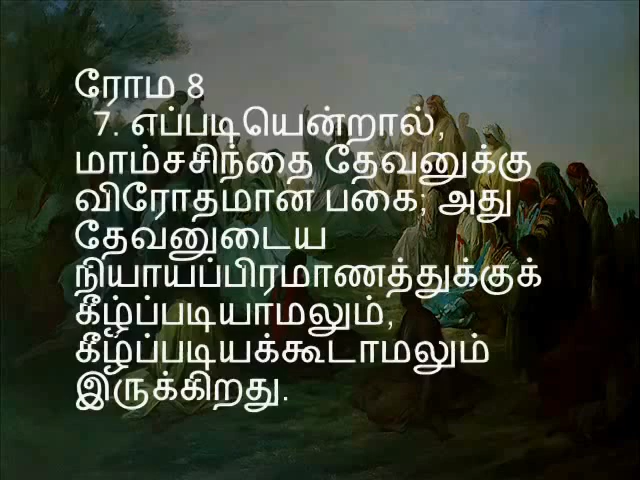 ரோம 8
7. எப்படியென்றால்,
மாம்சசிந்தை தேவனுக்கு
விரோதமான பகை; அது
தேவனுடைய
நியாயப்பிரமாணத்துக்குக்
கீழ்ப்படியாமலும்,
கீழ்ப்படியக்கூடாமலும்
இருக்கிறது.